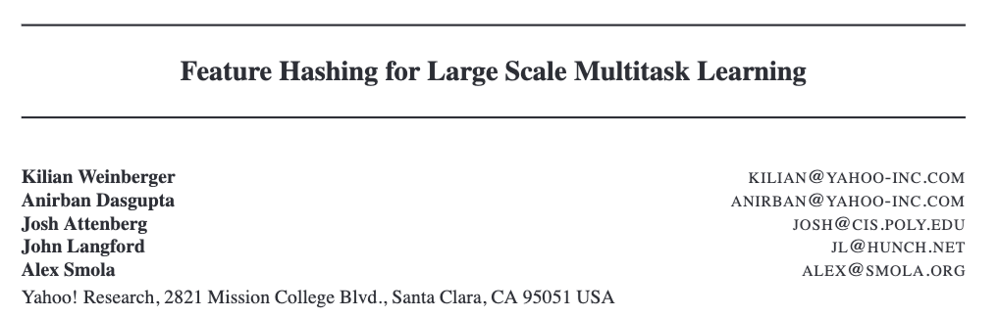 Feature Hashing for Large Scale Multitask Learning
Kilian Weinberger KILIAN@YAHOO-INC.COM
Anirban Dasgupta ANIRBAN@YAHOO-INC.COM
Josh Attenberg JOSH@CIS.POLY.EDU
John Langford JL@HUNCH.NET
Alex Smola ALEX@SMOLA.ORG
Yahoo! Research, 2821 Mission College Blvd., Santa Clara, CA 95051 USA